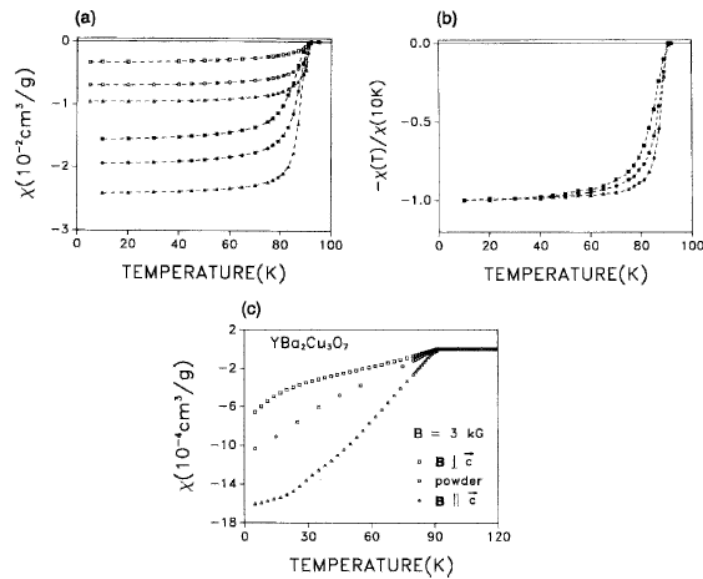 (a)
0
−1
−2
−3
χ(10⁻²cm³/g)
0 20 40 60 80 100
TEMPERATURE(K)
(b)
0.0
−0.5
−1.0
−χ(T)/χ(10K)
0 20 40 60 80 100
TEMPERATURE(K)
(c)
2
−2
−6
−10
−14
−18
χ(10⁻⁴cm³/g)
YBa₂Cu₃O₇
B = 3 kG
B ⊥ c⃗
powder
B ∥ c⃗
0 30 60 90 120
TEMPERATURE(K)